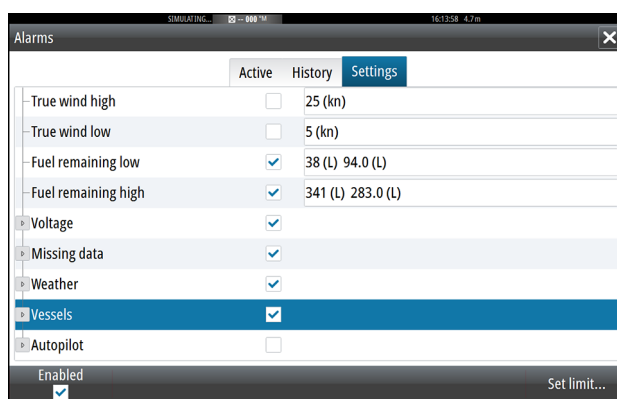 SIMULATING... -- 000 °M 16:13:58 4.7 m
Alarms
Active History Settings
True wind high 25 (kn)
True wind low 5 (kn)
Fuel remaining low 38 (L) 94.0 (L)
Fuel remaining high 341 (L) 283.0 (L)
Voltage
Missing data
Weather
Vessels
Autopilot
Enabled
Set limit...